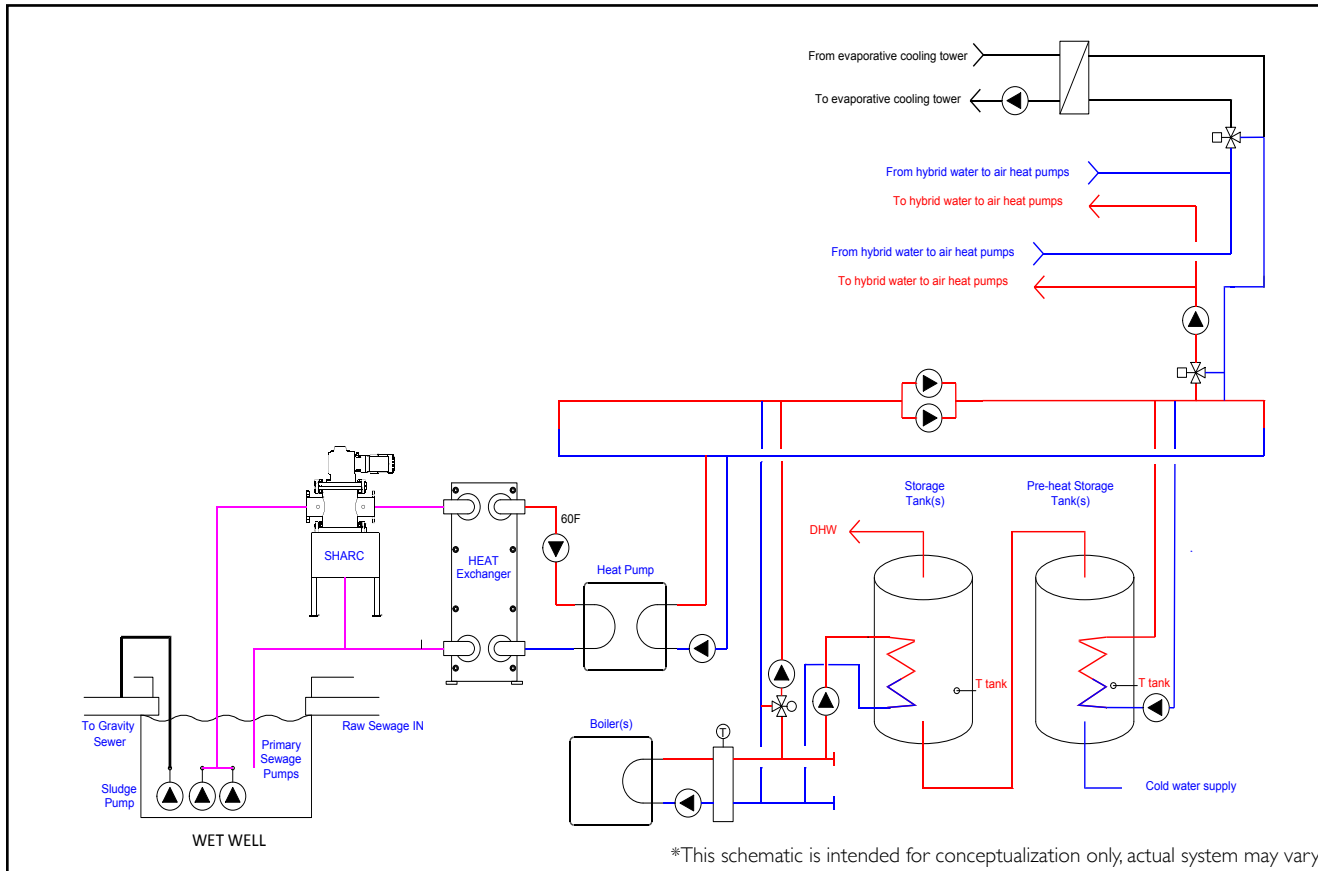 From evaporative cooling tower
To evaporative cooling tower
From hybrid water to air heat pumps
To hybrid water to air heat pumps
From hybrid water to air heat pumps
To hybrid water to air heat pumps
Storage
Tank(s)
Pre-heat Storage
Tank(s)
60F
DHW
SHARC
HEAT
Exchanger
Heat Pump
T tank
T tank
To Gravity
Sewer
Raw Sewage IN
Primary
Sewage
Pumps
Sludge
Pump
Boiler(s)
T
Cold water supply
WET WELL
*This schematic is intended for conceptualization only, actual system may vary